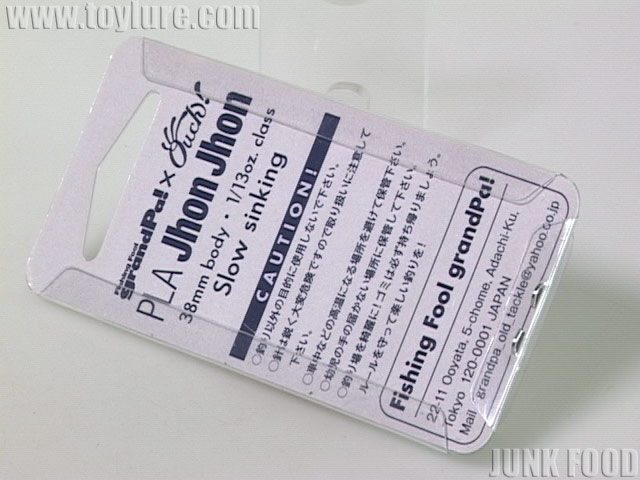 www.toylure.com
Fishing Fool
grandPa! × Ouch!
PLA Jhon Jhon
38mm body・1/13oz. class
Slow sinking
CAUTION!
○釣り以外の目的に使用しないで下さい。
○針は鋭く大変危険ですので取り扱いに注意して
下さい。
○車中などの高温になる場所を避けて保管下さい。
○幼児の手の届かない場所に保管して下さい。
○釣り場を綺麗に！ゴミは必ず持ち帰りましょう。
ルールを守って楽しい釣りを！
Fishing Fool grandPa!
22-11 Ooyata, 5-chome, Adachi-Ku,
Tokyo 120-0001 JAPAN
Mail grandpa_old_tackle@yahoo.co.jp
JUNK FOOD